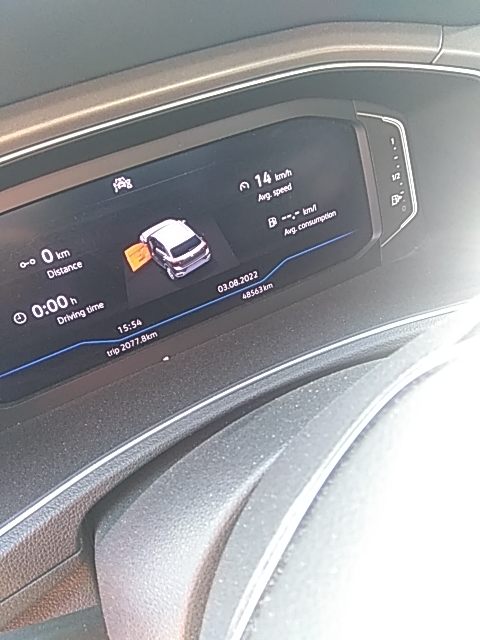 14 km/h
Avg. speed
--.- km/l
Avg. consumption
0 km
Distance
0:00 h
Driving time
15:54
03.08.2022
trip 2077.8km
48563km
1
1/2
0